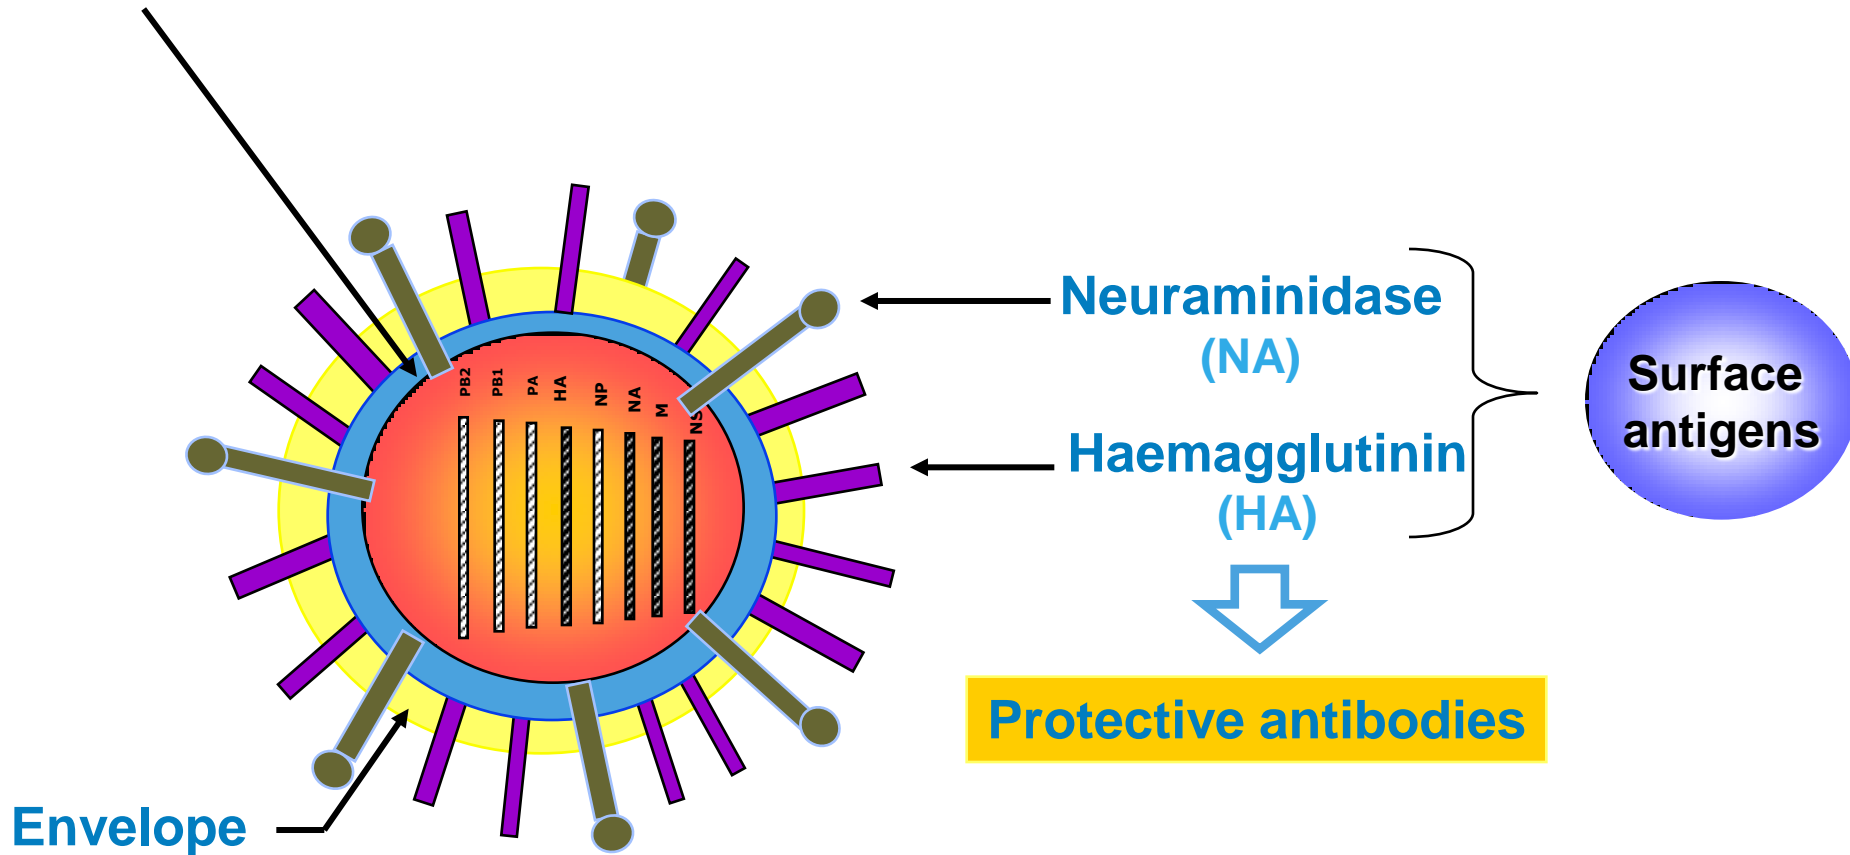 PB2
PB1
PA
HA
NP
NA
M
NS
Neuraminidase
(NA)
Haemagglutinin
(HA)
Surface
antigens
Protective antibodies
Envelope